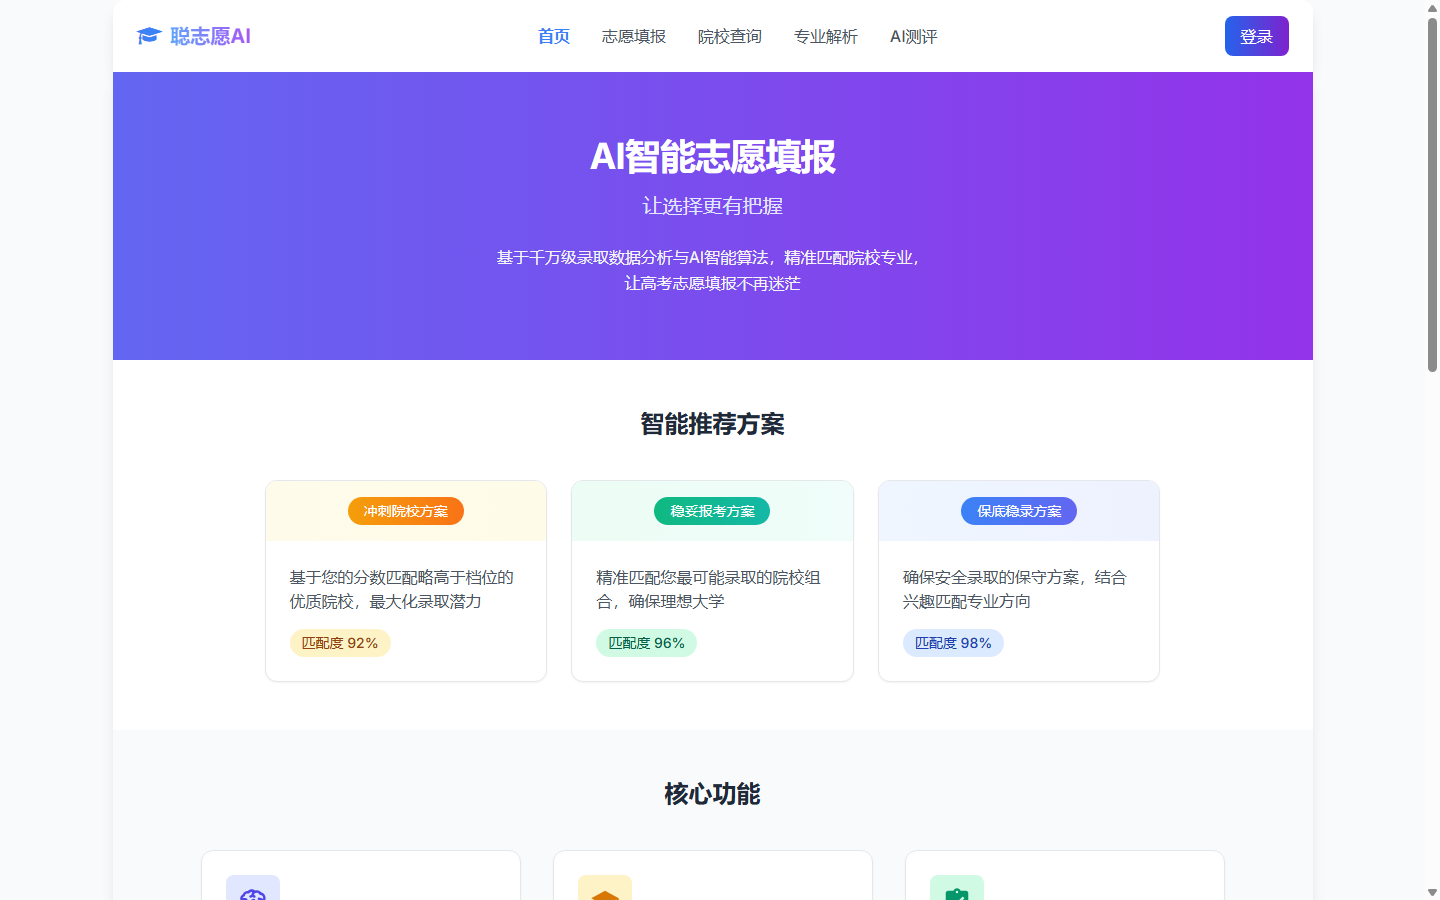 聪志愿AI
首页
志愿填报
院校查询
专业解析
AI测评
登录
AI智能志愿填报
让选择更有把握
基于千万级录取数据分析与AI智能算法，精准匹配院校专业，
让高考志愿填报不再迷茫
智能推荐方案
冲刺院校方案
基于您的分数匹配略高于档位的
优质院校，最大化录取潜力
匹配度 92%
稳妥报考方案
精准匹配您最可能录取的院校组
合，确保理想大学
匹配度 96%
保底稳录方案
确保安全录取的保守方案，结合
兴趣匹配专业方向
匹配度 98%
核心功能